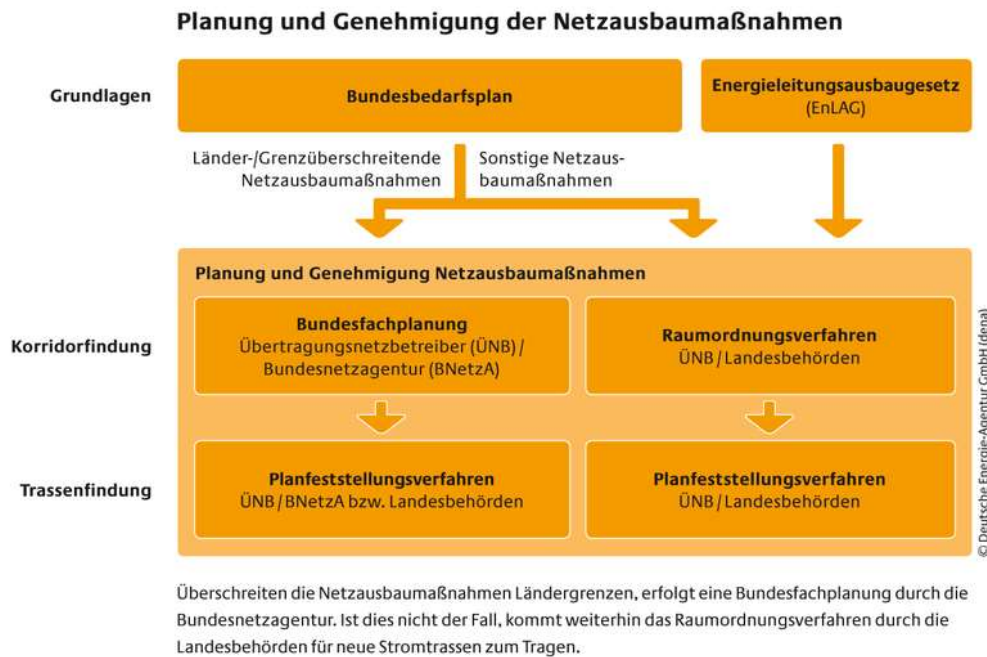 Planung und Genehmigung der Netzausbaumaßnahmen
Grundlagen
Bundesbedarfsplan
Energieleitungsausbaugesetz
(EnLAG)
Länder-/Grenzüberschreitende
Netzausbaumaßnahmen
Sonstige Netzaus-
baumaßnahmen
Planung und Genehmigung Netzausbaumaßnahmen
Korridorfindung
Bundesfachplanung
Übertragungsnetzbetreiber (ÜNB) /
Bundesnetzagentur (BNetzA)
Raumordnungsverfahren
ÜNB / Landesbehörden
Trassenfindung
Planfeststellungsverfahren
ÜNB / BNetzA bzw. Landesbehörden
Planfeststellungsverfahren
ÜNB / Landesbehörden
© Deutsche Energie-Agentur GmbH (dena)
Überschreiten die Netzausbaumaßnahmen Ländergrenzen, erfolgt eine Bundesfachplanung durch die
Bundesnetzagentur. Ist dies nicht der Fall, kommt weiterhin das Raumordnungsverfahren durch die
Landesbehörden für neue Stromtrassen zum Tragen.